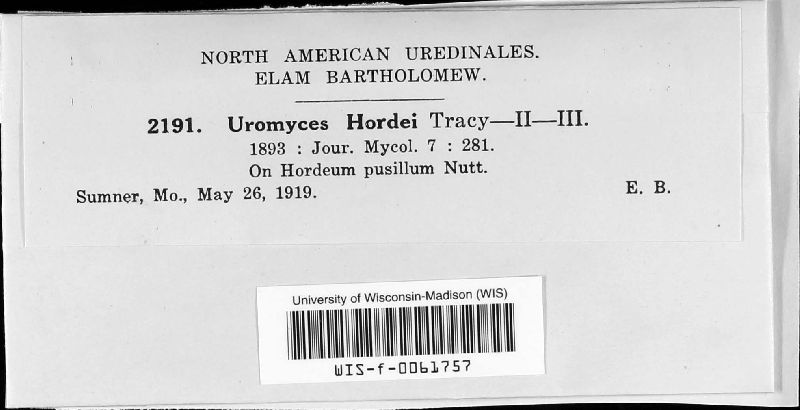 NORTH AMERICAN UREDINALES.
ELAM BARTHOLOMEW.
2191. Uromyces Hordei Tracy—II—III.
1893 : Jour. Mycol. 7 : 281.
On Hordeum pusillum Nutt.
Sumner, Mo., May 26, 1919. E. B.
University of Wisconsin-Madison (WIS)
WIS-f-0061757